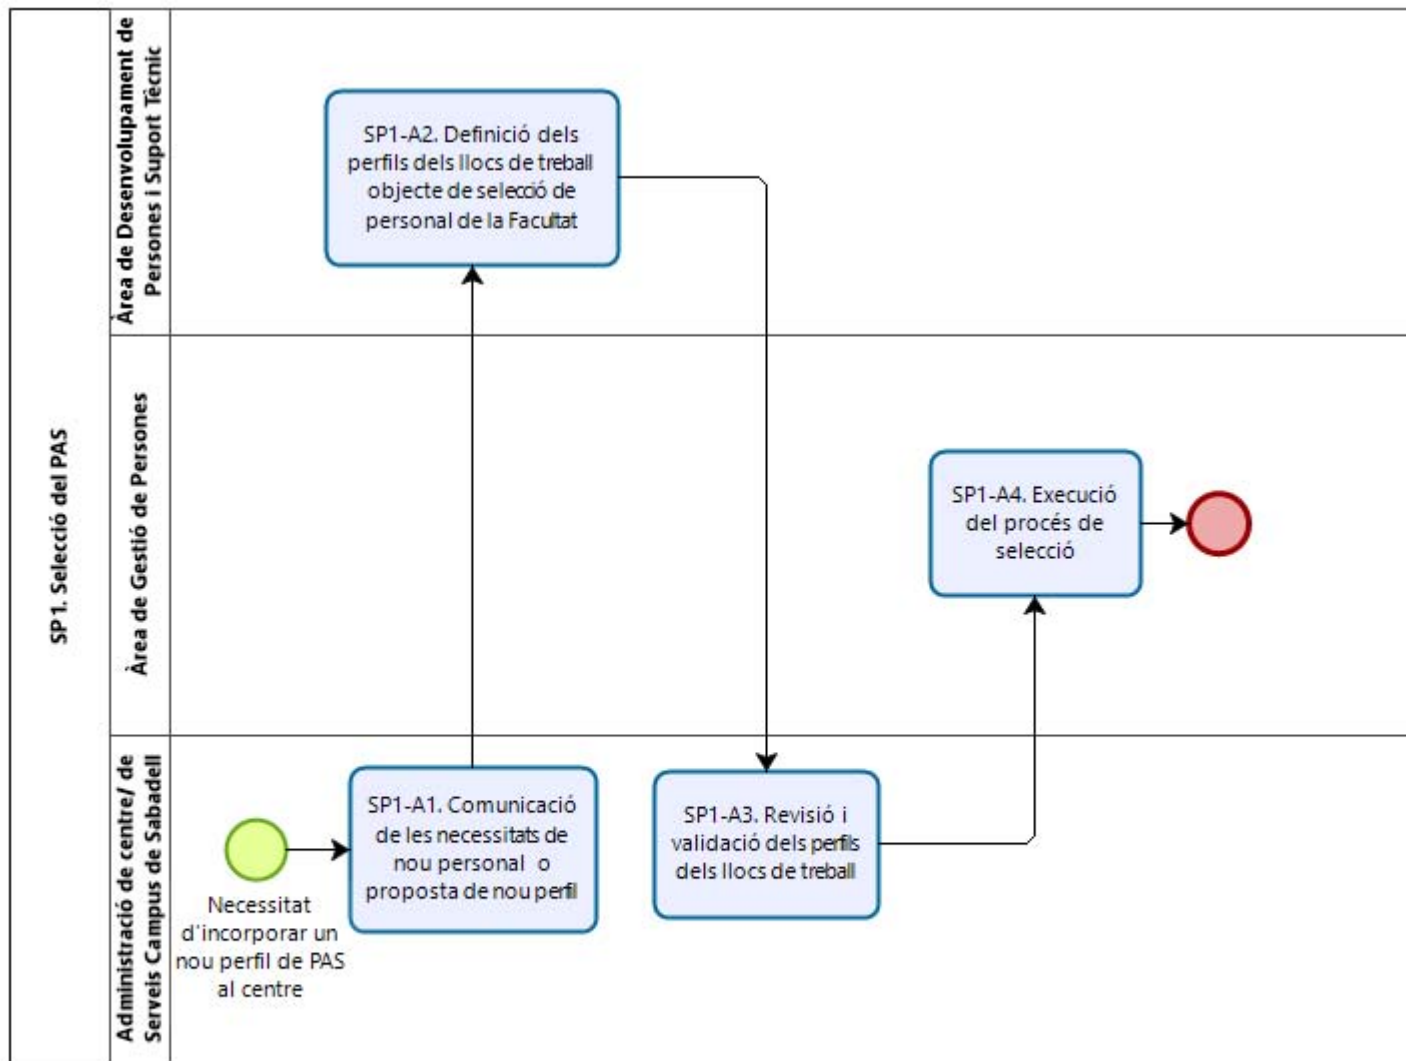 SP1. Selecció del PAS
Àrea de Desenvolupament de
Persones i Suport Tècnic
SP1-A2. Definició dels
perfils dels llocs de treball
objecte de selecció de
personal de la Facultat
Àrea de Gestió de Persones
SP1-A4. Execució
del procés de
selecció
Administració de centre/ de
Serveis Campus de Sabadell
Necessitat
d'incorporar un
nou perfil de PAS
al centre
SP1-A1. Comunicació
de les necessitats de
nou personal o
proposta de nou perfil
SP1-A3. Revisió i
validació dels perfils
dels llocs de treball